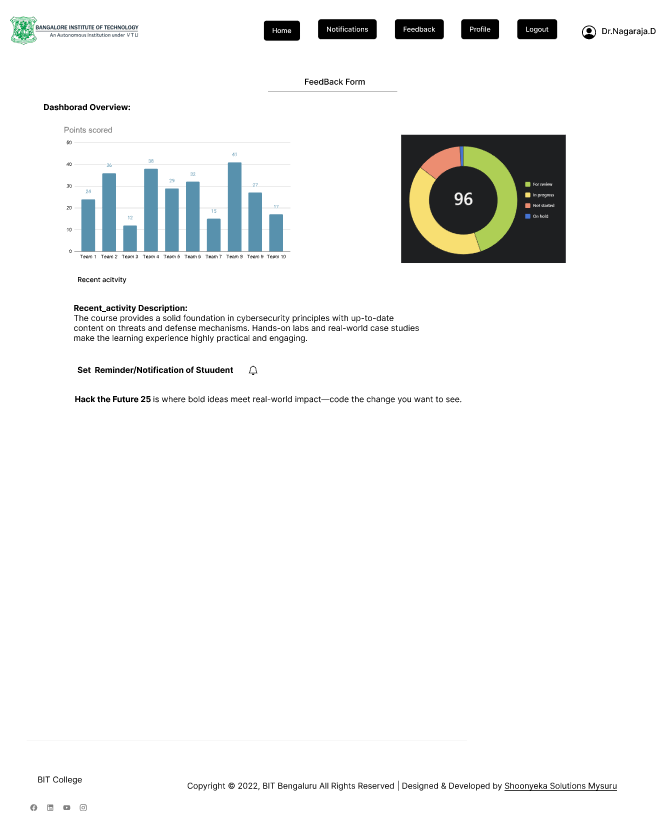 BANGALORE INSTITUTE OF TECHNOLOGY
An Autonomous Institution under VTU
Home
Notifications
Feedback
Profile
Logout
Dr.Nagaraja.D
FeedBack Form
Dashborad Overview:
Points scored
50
40
30
20
10
0
24
36
12
38
29
32
15
41
27
17
Team 1
Team 2
Team 3
Team 4
Team 5
Team 6
Team 7
Team 8
Team 9
Team 10
96
For review
In progress
Not started
On hold
Recent acitvity
Recent_activity Description:
The course provides a solid foundation in cybersecurity principles with up-to-date
content on threats and defense mechanisms. Hands-on labs and real-world case studies
make the learning experience highly practical and engaging.
Set Reminder/Notification of Stuudent
Hack the Future 25 is where bold ideas meet real-world impact—code the change you want to see.
BIT College
Copyright © 2022, BIT Bengaluru All Rights Reserved | Designed & Developed by Shoonyeka Solutions Mysuru